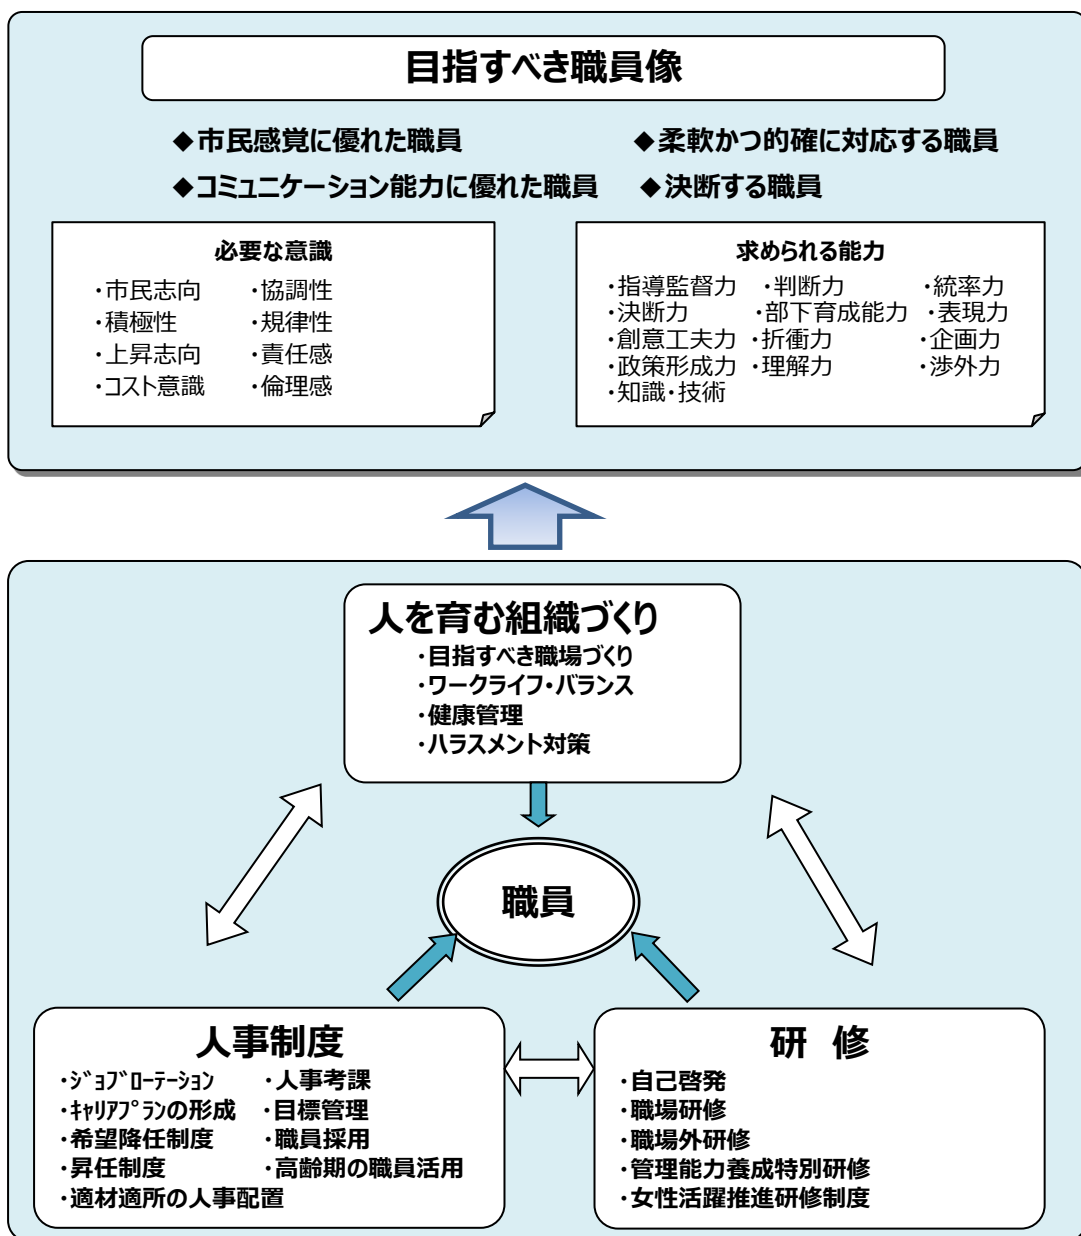 目指すべき職員像
◆市民感覚に優れた職員 ◆柔軟かつ的確に対応する職員
◆コミュニケーション能力に優れた職員 ◆決断する職員
必要な意識
・市民志向 ・協調性
・積極性 ・規律性
・上昇志向 ・責任感
・コスト意識 ・倫理感
求められる能力
・指導監督力 ・判断力 ・統率力
・決断力 ・部下育成能力 ・表現力
・創意工夫力 ・折衝力 ・企画力
・政策形成力 ・理解力 ・渉外力
・知識・技術
人を育む組織づくり
・目指すべき職場づくり
・ワークライフ・バランス
・健康管理
・ハラスメント対策
職員
人事制度
・ｼﾞｮﾌﾞﾛｰﾃｰｼｮﾝ ・人事考課
・ｷｬﾘｱﾌﾟﾗﾝの形成 ・目標管理
・希望降任制度 ・職員採用
・昇任制度 ・高齢期の職員活用
・適材適所の人事配置
研 修
・自己啓発
・職場研修
・職場外研修
・管理能力養成特別研修
・女性活躍推進研修制度